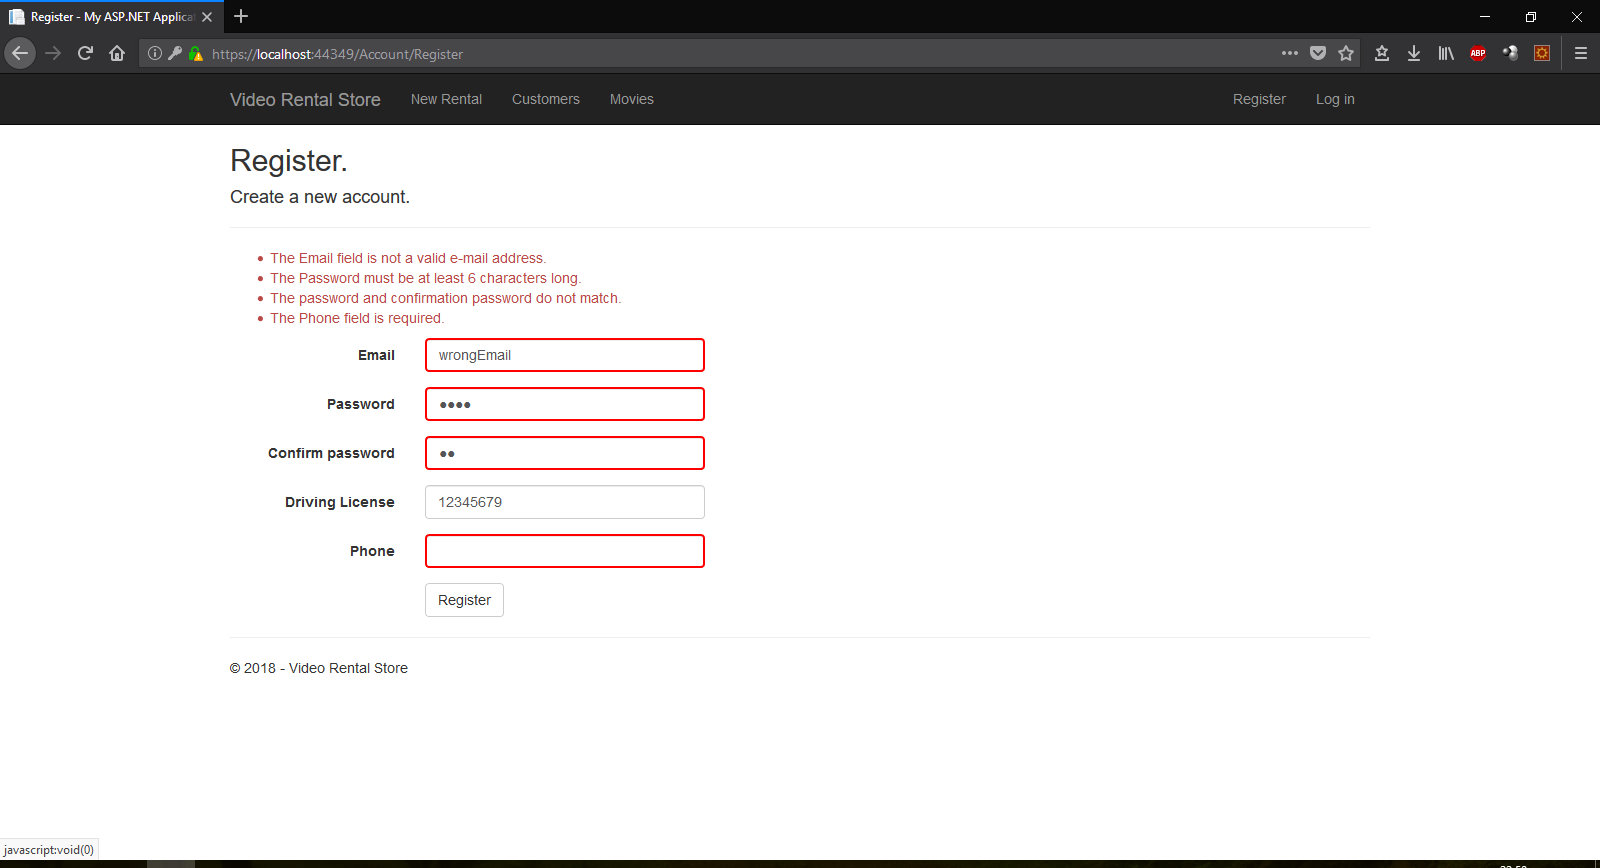 Register - My ASP.NET Applica
https://localhost:44349/Account/Register
ABP
Video Rental Store
New Rental
Customers
Movies
Register
Log in
Register.
Create a new account.
The Email field is not a valid e-mail address.
The Password must be at least 6 characters long.
The password and confirmation password do not match.
The Phone field is required.
Email
wrongEmail
Password
Confirm password
Driving License
12345679
Phone
Register
© 2018 - Video Rental Store
javascript:void(0)